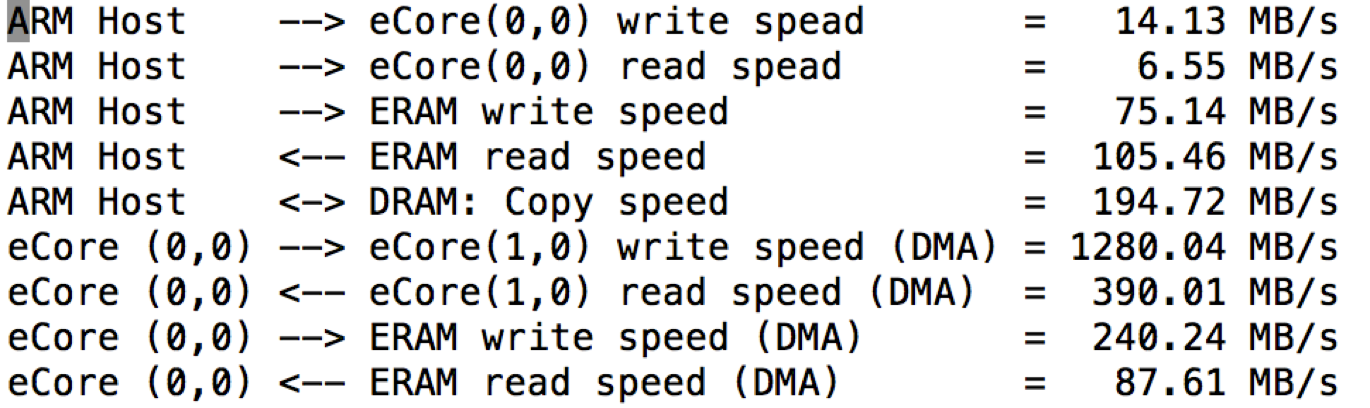 ARM Host    --> eCore(0,0) write spead       =   14.13 MB/s
ARM Host    --> eCore(0,0) read spead        =    6.55 MB/s
ARM Host    --> ERAM write speed             =   75.14 MB/s
ARM Host    <-- ERAM read speed              =  105.46 MB/s
ARM Host    <-> DRAM: Copy speed             =  194.72 MB/s
eCore (0,0) --> eCore(1,0) write speed (DMA) = 1280.04 MB/s
eCore (0,0) <-- eCore(1,0) read speed (DMA)  =  390.01 MB/s
eCore (0,0) --> ERAM write speed (DMA)       =  240.24 MB/s
eCore (0,0) <-- ERAM read speed (DMA)        =   87.61 MB/s